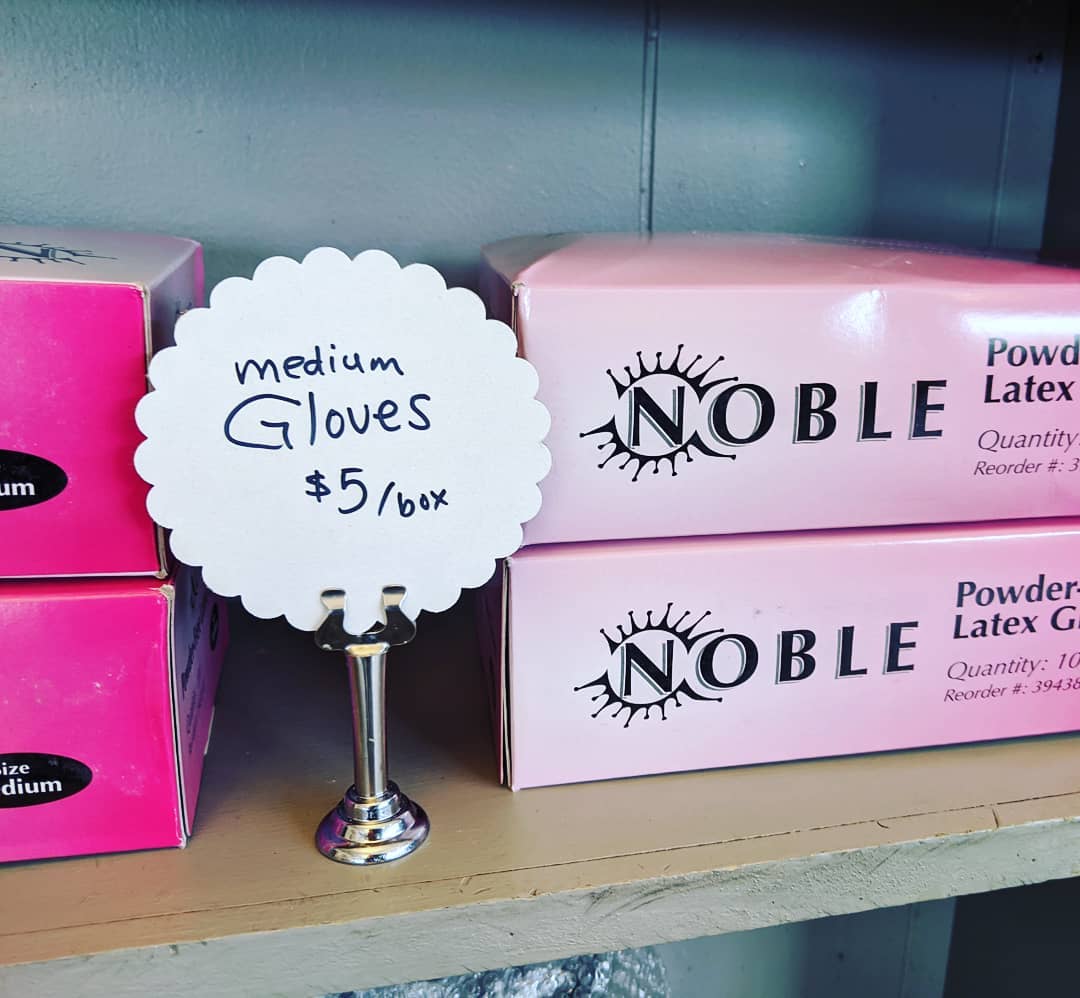 medium
Gloves
$5/box
um
ize
dium
NOBLE
Powd
Latex
Quantity
Reorder #: 3
NOBLE
Powder-
Latex G
Quantity: 10
Reorder #: 39438